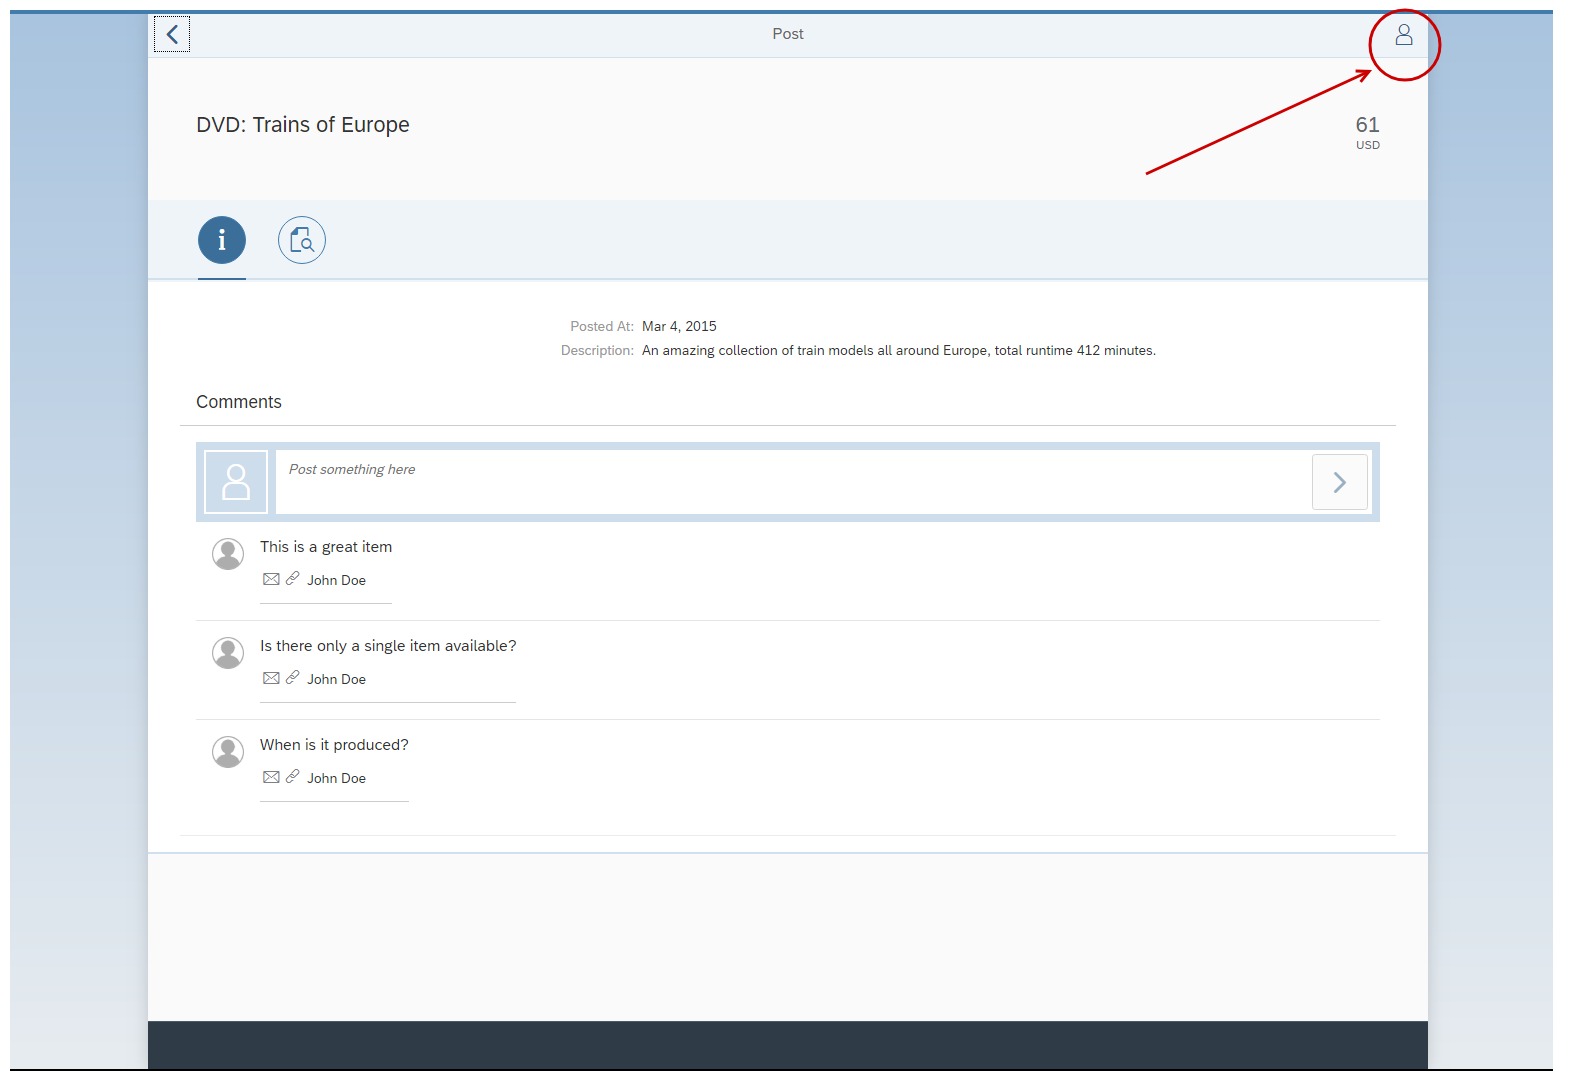 Post
DVD: Trains of Europe
61
USD
Posted At: Mar 4, 2015
Description: An amazing collection of train models all around Europe, total runtime 412 minutes.
Comments
Post something here
This is a great item
John Doe
Is there only a single item available?
John Doe
When is it produced?
John Doe